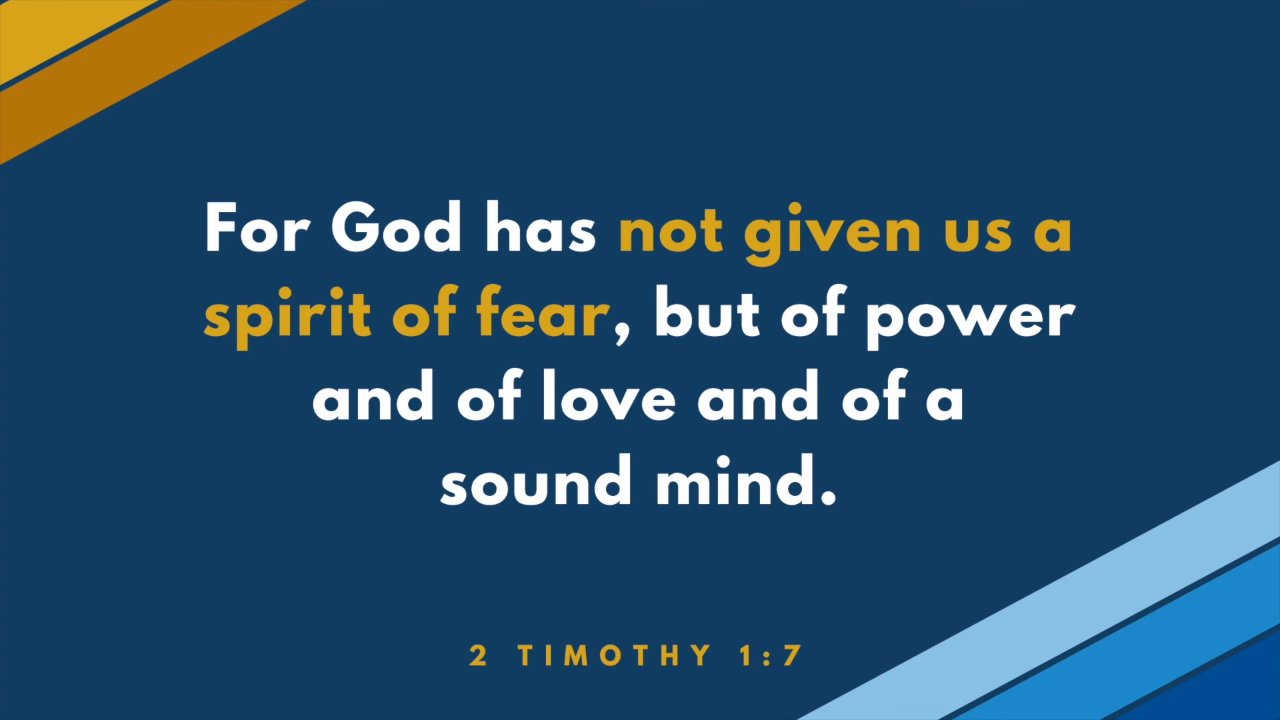 For God has not given us a
spirit of fear, but of power
and of love and of a
sound mind.
2 TIMOTHY 1:7